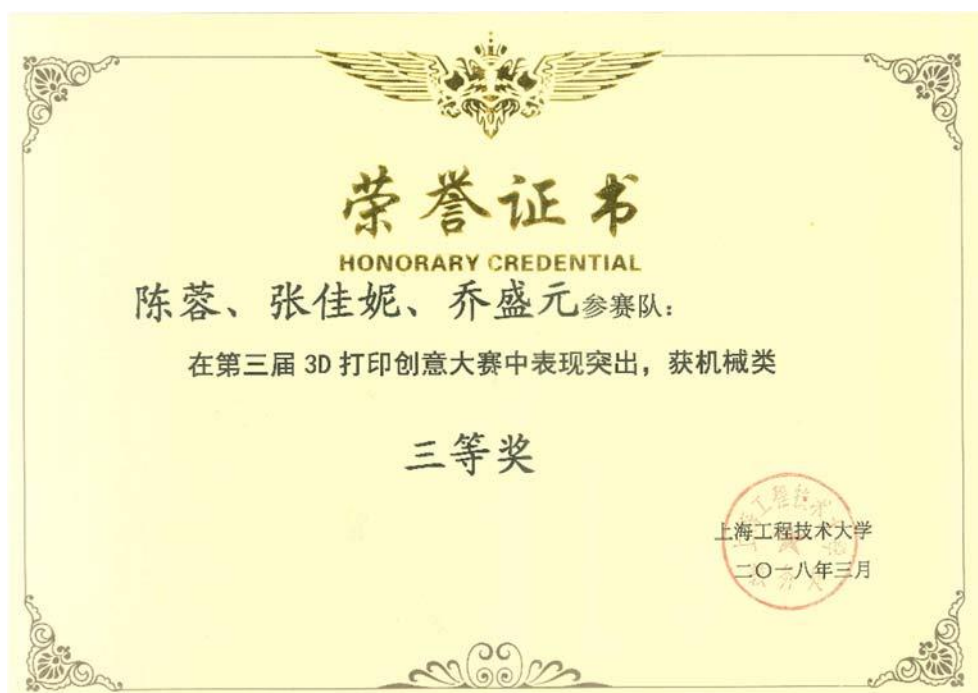 荣誉证书
HONORARY CREDENTIAL
陈蓉、张佳妮、乔盛元参赛队：
在第三届 3D 打印创意大赛中表现突出，获机械类
三等奖
上海工程技术大学
二〇一八年三月